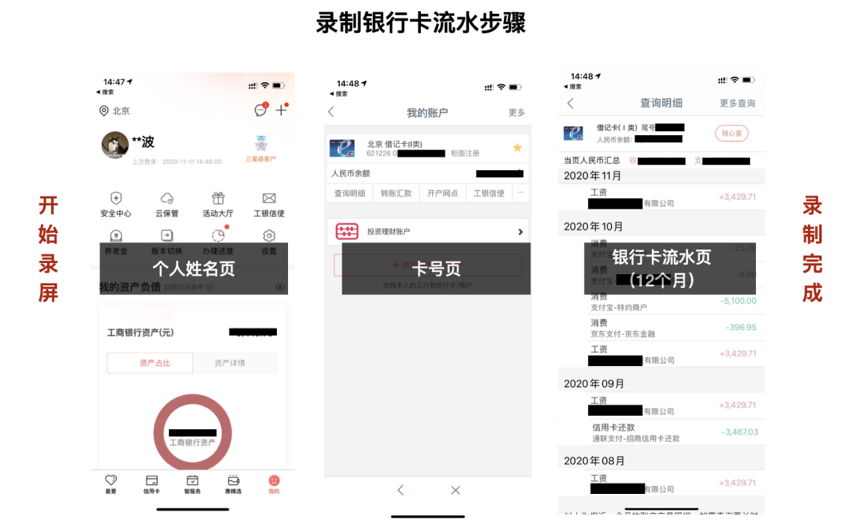 录制银行卡流水步骤
开始录屏
14:47
搜索
北京
**波
上次登录: 2020-11-11 14:46:00
三星级客户
安全中心 云保管 活动大厅 工银信使
养老金 版本切换 办理进度 设置
个人姓名页
我的资产负债
工商银行资产(元)
资产占比 资产详情
工商银行资产
最爱 信用卡 智服务 惠精选 我的
14:48
搜索
我的账户 更多
北京 借记卡(I类)
621226 0 柜面注册
人民币余额
查询明细 转账汇款 开户网点 工银信使 ...
投资理财账户
卡号页
14:48
搜索
查询明细 更多查询
借记卡(I类) 尾号
人民币余额:
随心查
当页人民币汇总 收 支
2020年11月
工资 +3,429.71
有限公司
2020年10月
消费
支付
银行卡流水页
(12个月)
消费
支付宝-特约商户 -5,100.00
消费
京东支付-京东金融 -396.95
工资 +3,429.71
有限公司
2020年09月
工资 +3,429.71
有限公司
信用卡还款 -3,467.03
通联支付-招商信用卡还款
2020年08月
工资 +3,429.71
有限公司
录制完成